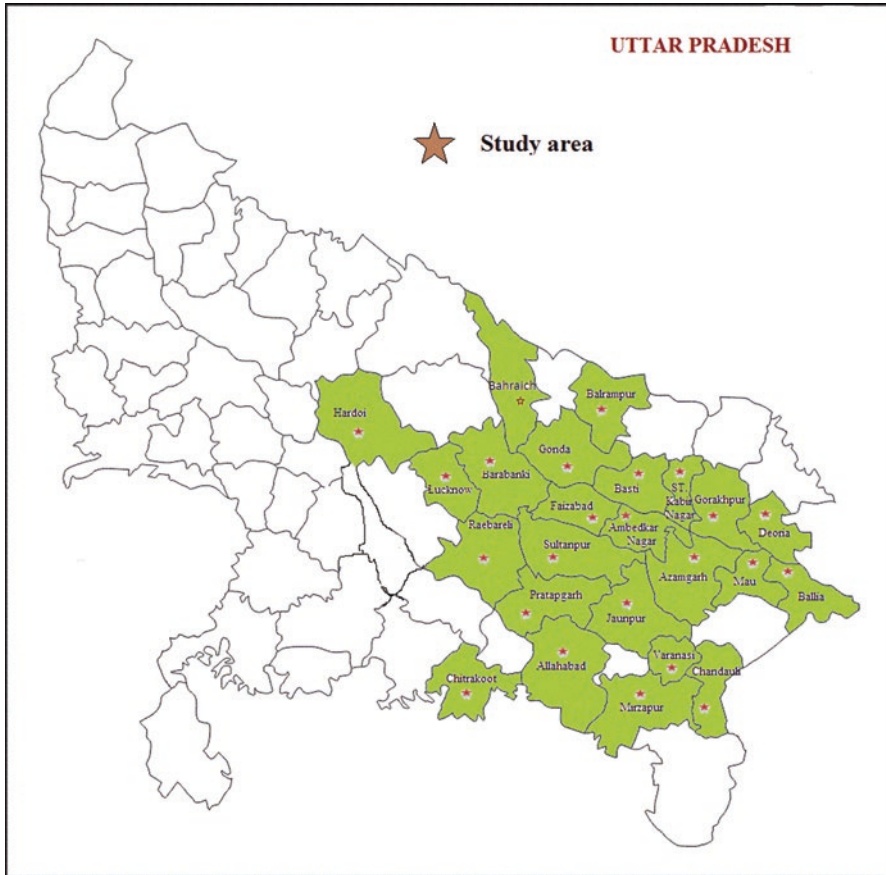 UTTAR PRADESH
Study area
Bahraich
Balrampur
Hardoi
Gonda
Barabanki
Lucknow
Basti
ST.
Kabir
Nagar
Gorakhpur
Faizabad
Ambedkar
Nagar
Deoria
Raebareli
Sultanpur
Azamgarh
Mau
Ballia
Pratapgarh
Jaunpur
Varanasi
Chandauli
Allahabad
Chitrakoot
Mirzapur